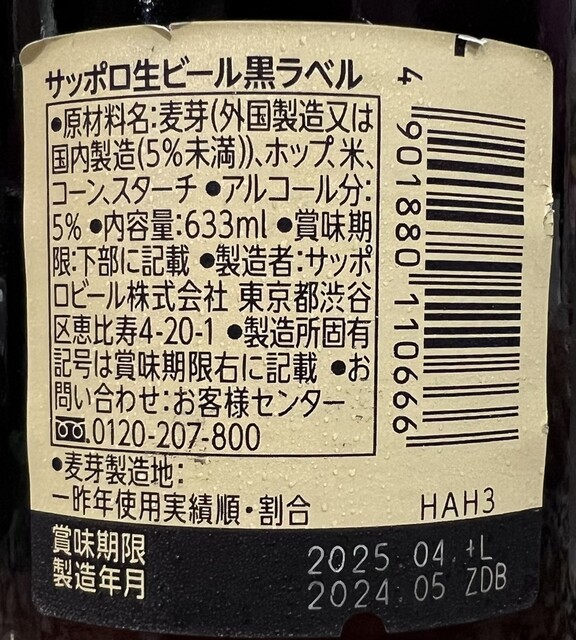 サッポロ生ビール黒ラベル
●原材料名:麦芽(外国製造又は
国内製造(5%未満))、ホップ、米、
コーン、スターチ ●アルコール分:
5% ●内容量:633ml ●賞味期
限:下部に記載 ●製造者:サッポ
ロビール株式会社 東京都渋谷
区恵比寿4-20-1 ●製造所固有
記号は賞味期限右に記載 ●お
問い合わせ:お客様センター
0120-207-800
●麦芽製造地:
一昨年使用実績順・割合
HAH3
4 901880 110666
賞味期限 2025.04.+L
製造年月 2024.05 ZDB